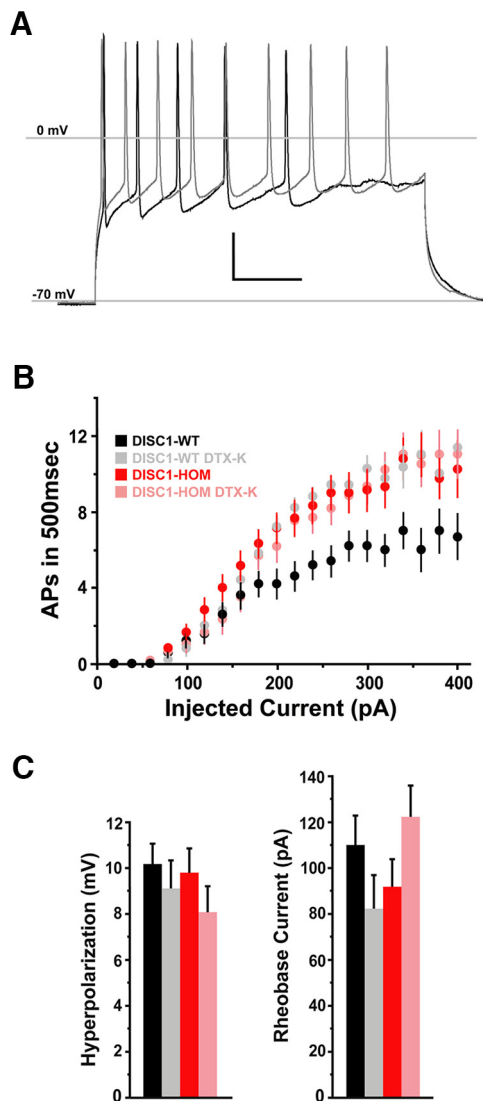 A
0 mV
-70 mV
B
12
8
4
0
0
100
200
300
400
APs in 500msec
Injected Current (pA)
DISC1-WT
DISC1-WT DTX-K
DISC1-HOM
DISC1-HOM DTX-K
C
12
10
8
6
4
2
0
Hyperpolarization (mV)
140
120
100
80
60
40
20
0
Rheobase Current (pA)